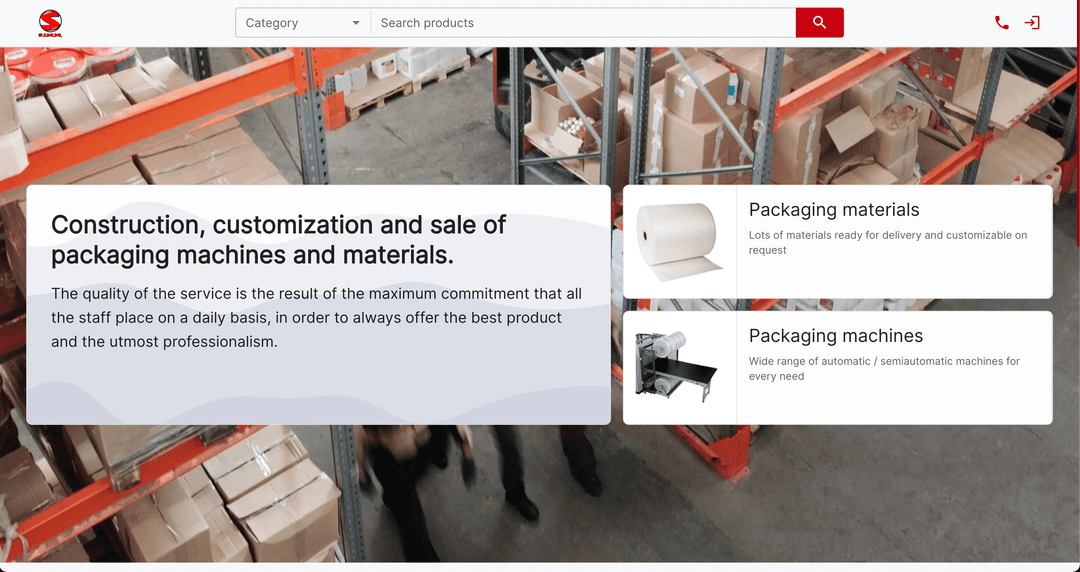 Category
Search products
Construction, customization and sale of
packaging machines and materials.
The quality of the service is the result of the maximum commitment that all
the staff place on a daily basis, in order to always offer the best product
and the utmost professionalism.
Packaging materials
Lots of materials ready for delivery and customizable on
request
Packaging machines
Wide range of automatic / semiautomatic machines for
every need